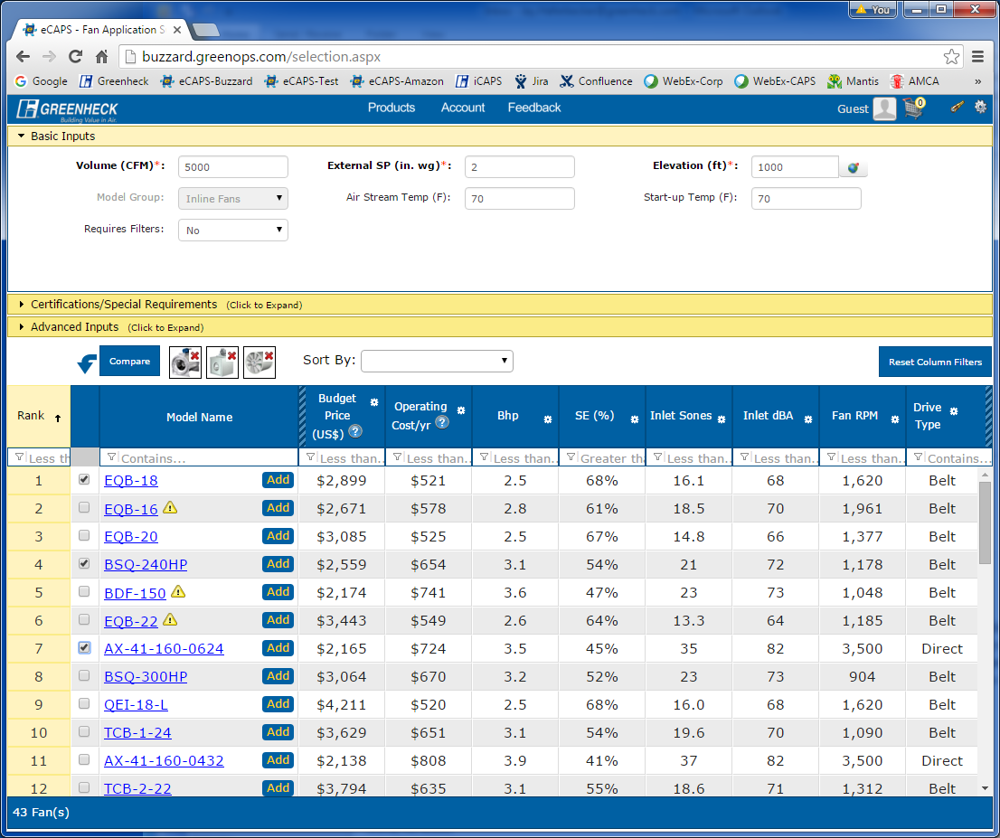 You
eCAPS - Fan Application S
buzzard.greenops.com/selection.aspx
Google Greenheck eCAPS-Buzzard eCAPS-Test eCAPS-Amazon iCAPS Jira Confluence WebEx-Corp WebEx-CAPS Mantis AMCA »
GREENHECK
Building Value in Air.
Products Account Feedback
Guest 0
Basic Inputs
Volume (CFM)*: 5000 External SP (in. wg)*: 2 Elevation (ft)*: 1000
Model Group: Inline Fans Air Stream Temp (F): 70 Start-up Temp (F): 70
Requires Filters: No
Certifications/Special Requirements (Click to Expand)
Advanced Inputs (Click to Expand)
Compare Sort By: Reset Column Filters
Rank Model Name Budget Price (US$) ? Operating Cost/yr ? Bhp SE (%) Inlet Sones Inlet dBA Fan RPM Drive Type
Less th Contains... Less than. Less than. Less than. Greater th Less than. Less than. Less than. Contains...
1 EQB-18 Add $2,899 $521 2.5 68% 16.1 68 1,620 Belt
2 EQB-16 Add $2,671 $578 2.8 61% 18.5 70 1,961 Belt
3 EQB-20 Add $3,085 $525 2.5 67% 14.8 66 1,377 Belt
4 BSQ-240HP Add $2,559 $654 3.1 54% 21 72 1,178 Belt
5 BDF-150 Add $2,174 $741 3.6 47% 23 73 1,048 Belt
6 EQB-22 Add $3,443 $549 2.6 64% 13.3 64 1,185 Belt
7 AX-41-160-0624 Add $2,165 $724 3.5 45% 35 82 3,500 Direct
8 BSQ-300HP Add $3,064 $670 3.2 52% 23 73 904 Belt
9 QEI-18-L Add $4,211 $520 2.5 68% 16.0 68 1,620 Belt
10 TCB-1-24 Add $3,629 $651 3.1 54% 19.6 70 1,090 Belt
11 AX-41-160-0432 Add $2,138 $808 3.9 41% 37 82 3,500 Direct
12 TCB-2-22 Add $3,794 $635 3.1 55% 18.6 71 1,312 Belt
43 Fan(s)